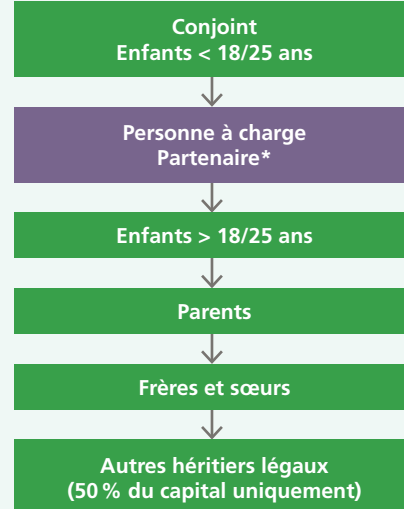 Conjoint
Enfants < 18/25 ans
Personne à charge
Partenaire*
Enfants > 18/25 ans
Parents
Frères et sœurs
Autres héritiers légaux
(50 % du capital uniquement)